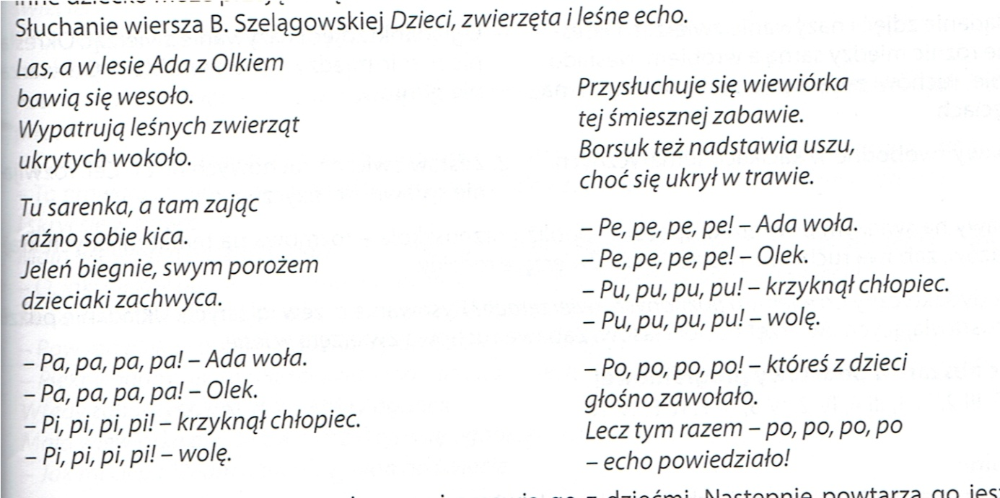 Słuchanie wiersza B. Szelągowskiej Dzieci, zwierzęta i leśne echo.
Las, a w lesie Ada z Olkiem
bawią się wesoło.
Wypatrują leśnych zwierząt
ukrytych wokoło.
Tu sarenka, a tam zając
raźno sobie kica.
Jeleń biegnie, swym porożem
dzieciaki zachwyca.
– Pa, pa, pa, pa! – Ada woła.
– Pa, pa, pa, pa! – Olek.
– Pi, pi, pi, pi! – krzyknął chłopiec.
– Pi, pi, pi, pi! – wolę.
Przysłuchuje się wiewiórka
tej śmiesznej zabawie.
Borsuk też nadstawia uszu,
choć się ukrył w trawie.
– Pe, pe, pe, pe! – Ada woła.
– Pe, pe, pe, pe! – Olek.
– Pu, pu, pu, pu! – krzyknął chłopiec.
– Pu, pu, pu, pu! – wolę.
– Po, po, po, po! – któreś z dzieci
głośno zawołało.
Lecz tym razem – po, po, po, po
– echo powiedziało!
z dziećmi. Następnie powtarza go